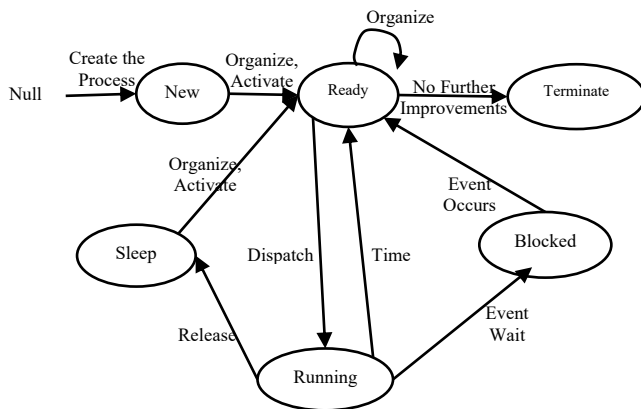 Organize
Create the
Process
Organize,
Activate
Null
New
Ready
No Further
Improvements
Terminate
Organize,
Activate
Event
Occurs
Sleep
Dispatch
Time
Blocked
Release
Event
Wait
Running